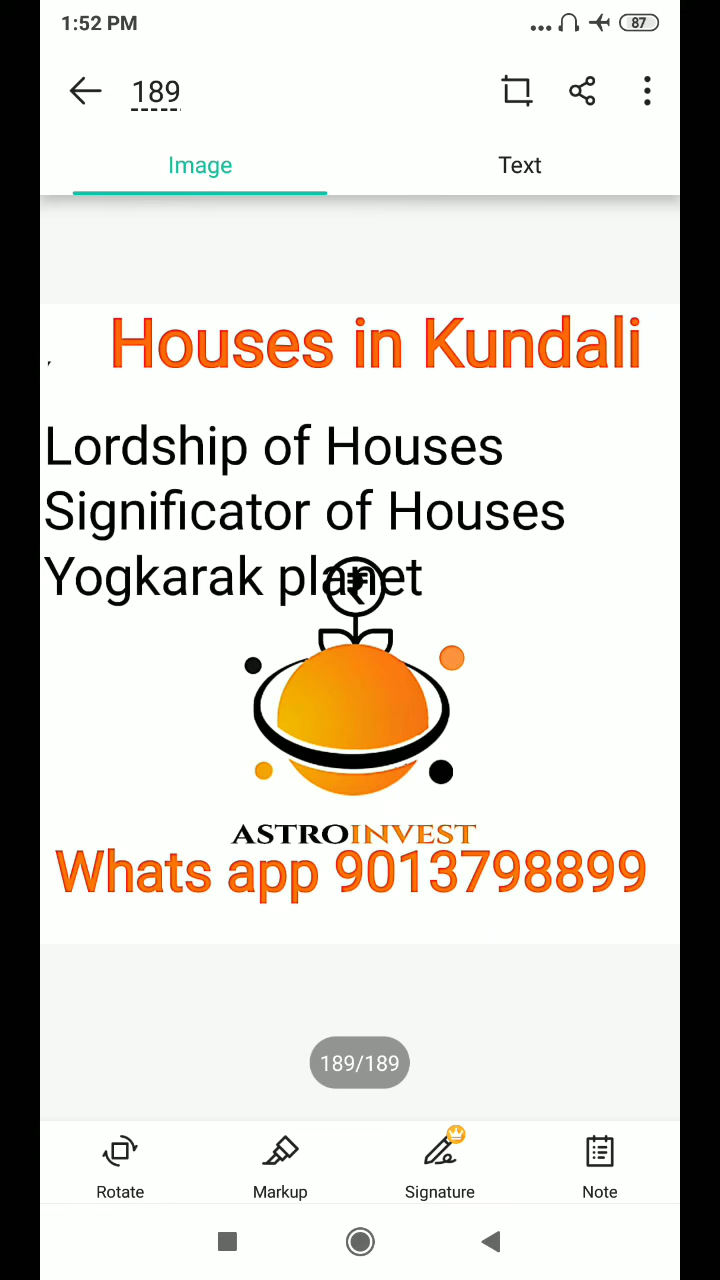 1:52 PM
87
189
Image Text
Houses in Kundali
Lordship of Houses
Significator of Houses
Yogkarak planet
₹
ASTROINVEST
Whats app 9013798899
189/189
Rotate Markup Signature Note